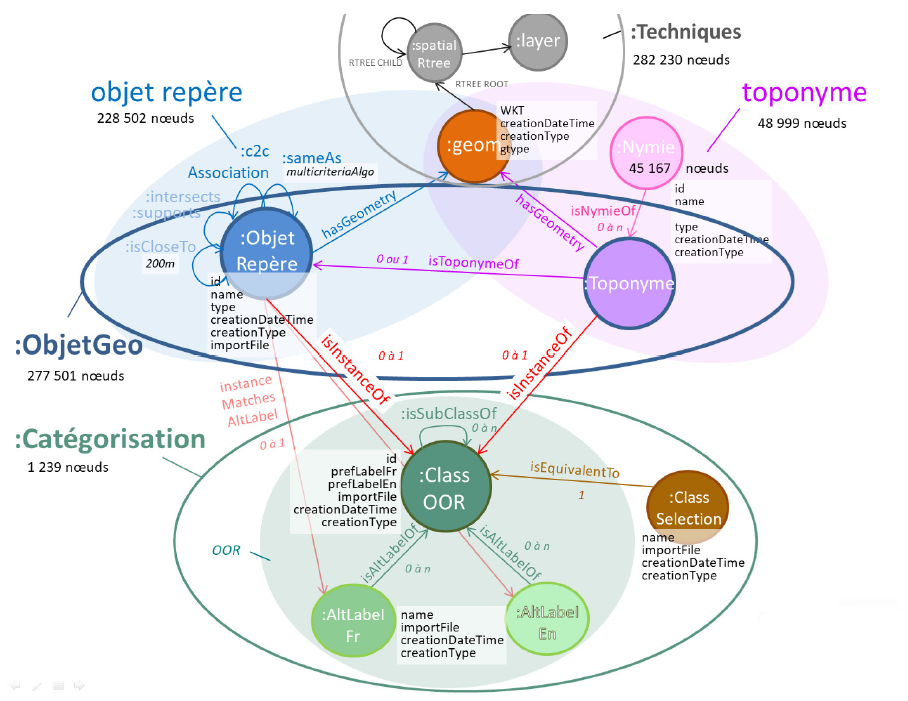 :Techniques
282 230 nœuds
:spatial
Rtree
:layer
RTREE CHILD
RTREE ROOT
objet repère
228 502 nœuds
toponyme
48 999 nœuds
:geom
WKT
creationDateTime
creationType
gtype
:Nymie
45 167 nœuds
:c2c
Association
:sameAs
multicriteriaAlgo
:intersects
:supports
:isCloseTo
200m
:Objet
Repère
id
name
type
creationDateTime
creationType
importFile
hasGeometry
hasGeometry
isNymieOf
0 à n
id
name
type
creationDateTime
creationType
0 ou 1
isToponymeOf
:Toponyme
:ObjetGeo
277 501 nœuds
isInstanceOf
0 à 1
0 à 1
isInstanceOf
instance
Matches
AltLabel
0 à 1
:Catégorisation
1 239 nœuds
:isSubClassOf
0 à n
:Class
OOR
id
prefLabelFr
prefLabelEn
importFile
creationDateTime
creationType
isEquivalentTo
1
:Class
Selection
name
importFile
creationDateTime
creationType
OOR
isAltLabelOf
0 à n
isAltLabelOf
0 à n
:AltLabel
Fr
name
importFile
creationDateTime
creationType
:AltLabel
En